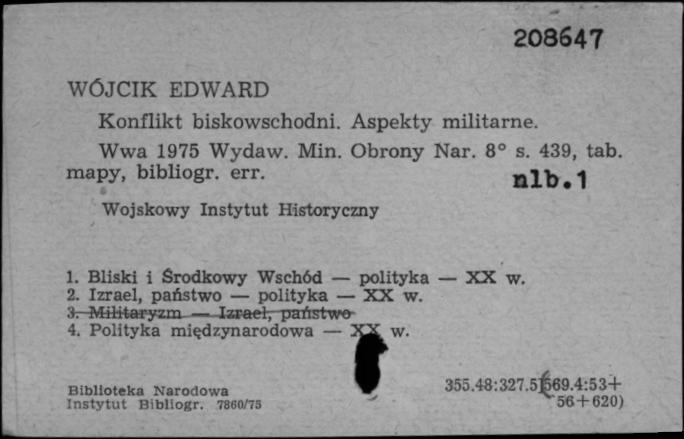 208647
WÓJCIK EDWARD
Konflikt biskowschodni. Aspekty militarne.
Wwa 1975 Wydaw. Min. Obrony Nar. 8° s. 439, tab.
mapy, bibliogr. err.
nlb.1
Wojskowy Instytut Historyczny
1. Bliski i Środkowy Wschód — polityka — XX w.
2. Izrael, państwo — polityka — XX w.
3. Militaryzm — Izrael, państwo
4. Polityka międzynarodowa — XX w.
Biblioteka Narodowa
Instytut Bibliogr. 7860/75
355.48:327.5(569.4:53+
56+620)